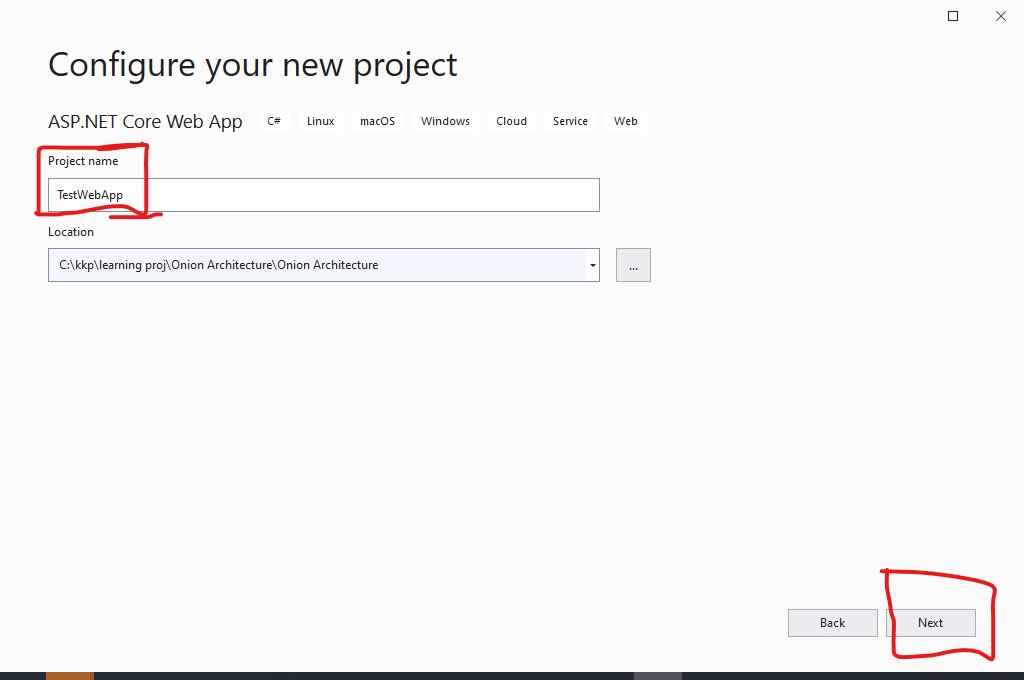 Configure your new project
ASP.NET Core Web App C# Linux macOS Windows Cloud Service Web
Project name
TestWebApp
Location
C:\kkp\learning proj\Onion Architecture\Onion Architecture
...
Back Next